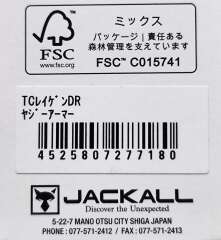 FSC
www.fsc.org
ミックス
パッケージ | 責任ある
森林管理を支えています
FSC™ C015741
TCﾚｲｹﾞﾝDR
ヤジーアーマー
4525807277180
JACKALL
Discover the Unexpected
5-22-7 MANO OTSU CITY SHIGA JAPAN
PHONE : 077-571-2412 / FAX : 077-571-2413